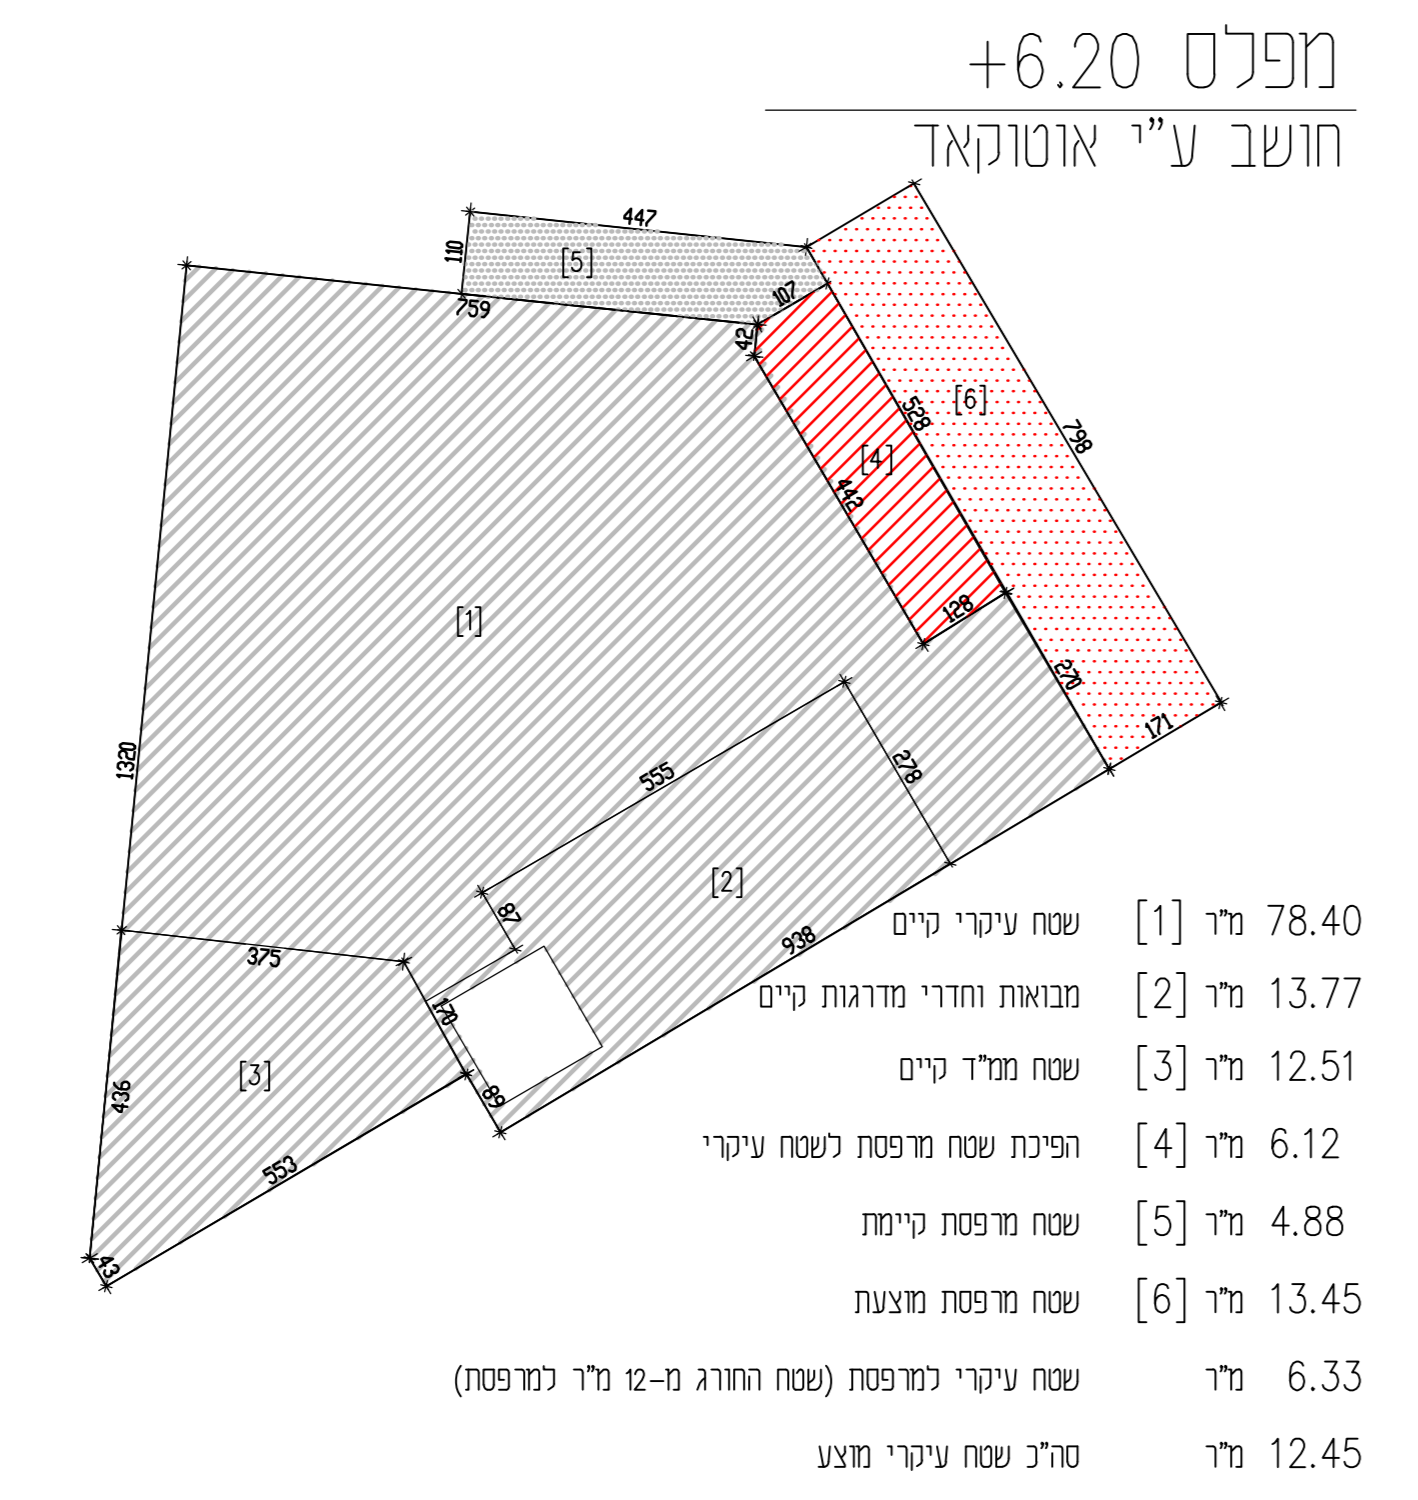 מפלס 6.20+
חושב ע"י אוטוקאד
447
110
[5]
759
107
42
[6]
528
798
[4]
442
[1]
128
270
171
1320
555
278
[2]
87
938
375
170
[3]
436
89
553
43
[1] שטח עיקרי קיים 78.40 מ"ר
[2] מבואות וחדרי מדרגות קיים 13.77 מ"ר
[3] שטח ממ"ד קיים 12.51 מ"ר
[4] הפיכת שטח מרפסת לשטח עיקרי 6.12 מ"ר
[5] שטח מרפסת קיימת 4.88 מ"ר
[6] שטח מרפסת מוצעת 13.45 מ"ר
שטח עיקרי למרפסת (שטח החורג מ-12 מ"ר למרפסת) 6.33 מ"ר
סה"כ שטח עיקרי מוצע 12.45 מ"ר